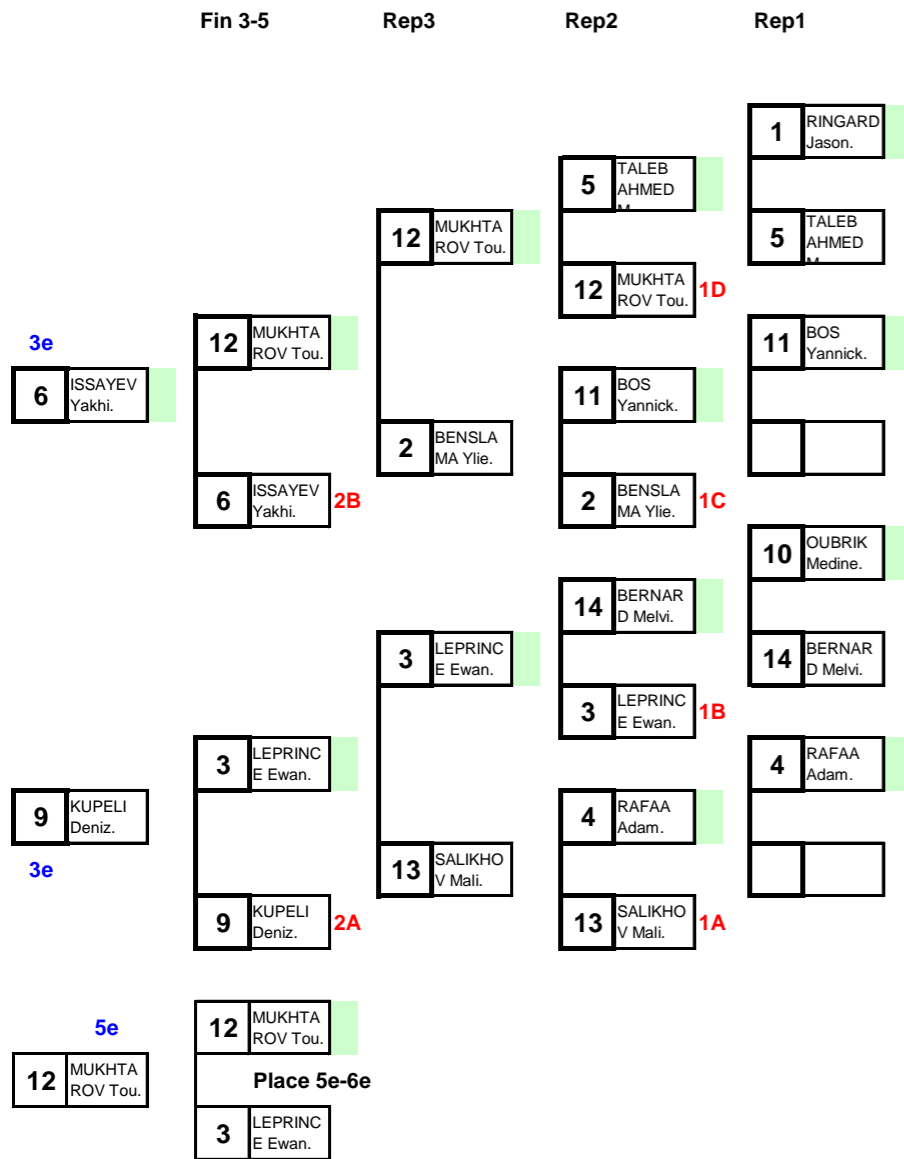 Fin 3-5 Rep3 Rep2 Rep1
1 RINGARD
Jason.
5 TALEB
AHMED
5 TALEB
AHMED
12 MUKHTA
ROV Tou.
12 MUKHTA
ROV Tou. 1D
12 MUKHTA
ROV Tou.
11 BOS
Yannick.
3e
6 ISSAYEV
Yakhi.
11 BOS
Yannick.
2 BENSLA
MA Ylie.
6 ISSAYEV
Yakhi. 2B
2 BENSLA
MA Ylie. 1C
10 OUBRIK
Medine.
14 BERNAR
D Melvi.
3 LEPRINC
E Ewan.
14 BERNAR
D Melvi.
3 LEPRINC
E Ewan. 1B
3 LEPRINC
E Ewan.
4 RAFAA
Adam.
9 KUPELI
Deniz.
3e
4 RAFAA
Adam.
13 SALIKHO
V Mali.
9 KUPELI
Deniz. 2A
13 SALIKHO
V Mali. 1A
12 MUKHTA
ROV Tou.
5e
12 MUKHTA
ROV Tou.
Place 5e-6e
3 LEPRINC
E Ewan.